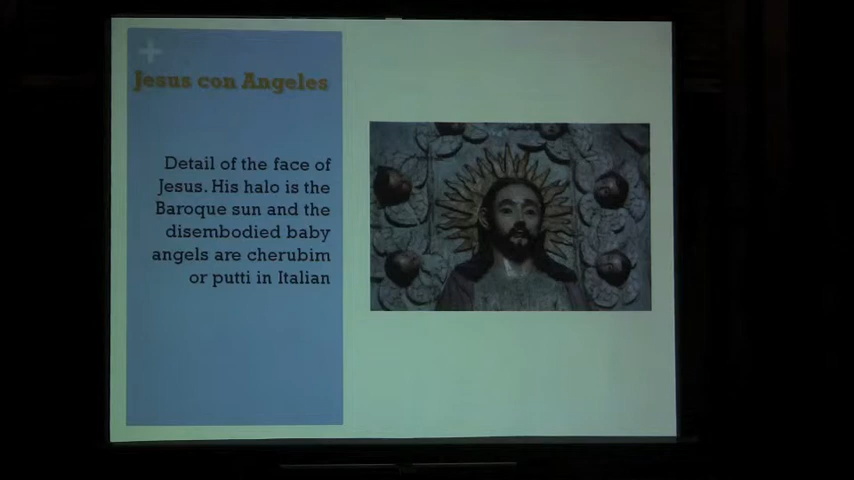 +
Jesus con Angeles
Detail of the face of
Jesus. His halo is the
Baroque sun and the
disembodied baby
angels are cherubim
or putti in Italian